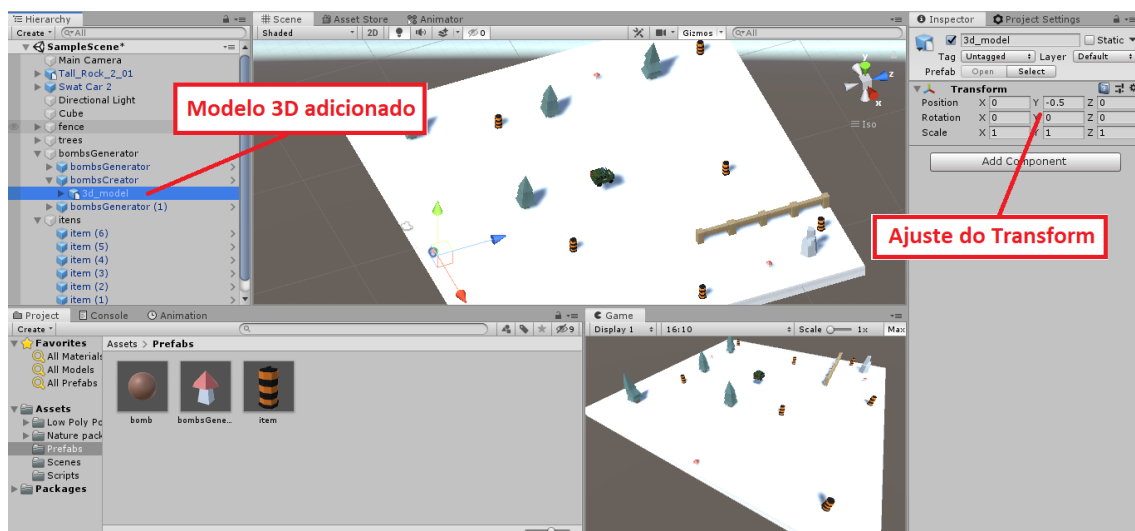 Hierarchy
Create
All
SampleScene*
Main Camera
Tall_Rock_2_01
Swat Car 2
Directional Light
Cube
fence
trees
bombsGenerator
bombsGenerator
bombsCreator
3d_model
bombsGenerator (1)
itens
item (6)
item (5)
item (4)
item (3)
item (2)
item (1)
Modelo 3D adicionado
Scene Asset Store Animator
Shaded 2D 0 Gizmos All
y
z
x
Iso
Inspector Project Settings
3d_model Static
Tag Untagged Layer Default
Prefab Open Select
Transform
Position X 0 Y -0.5 Z 0
Rotation X 0 Y 0 Z 0
Scale X 1 Y 1 Z 1
Add Component
Ajuste do Transform
Project Console Animation
Create 9
Favorites
All Materials
All Models
All Prefabs
Assets
Low Poly Po
Nature pack
Prefabs
Scenes
Scripts
Packages
Assets > Prefabs
bomb bombsGene... item
Game
Display 1 16:10 Scale 1x Max